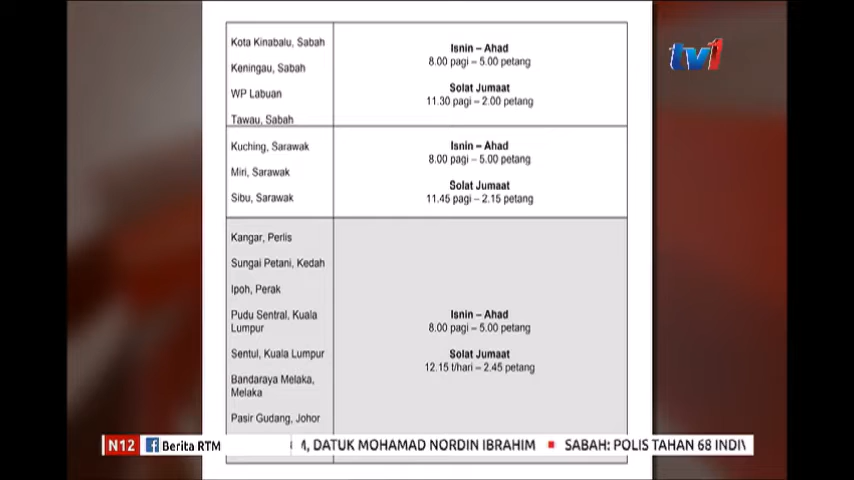 Kota Kinabalu, Sabah
Keningau, Sabah
WP Labuan
Tawau, Sabah
Isnin – Ahad
8.00 pagi – 5.00 petang
Solat Jumaat
11.30 pagi – 2.00 petang
Kuching, Sarawak
Miri, Sarawak
Sibu, Sarawak
Isnin – Ahad
8.00 pagi – 5.00 petang
Solat Jumaat
11.45 pagi – 2.15 petang
Kangar, Perlis
Sungai Petani, Kedah
Ipoh, Perak
Pudu Sentral, Kuala
Lumpur
Sentul, Kuala Lumpur
Bandaraya Melaka,
Melaka
Pasir Gudang, Johor
Isnin – Ahad
8.00 pagi – 5.00 petang
Solat Jumaat
12.15 t/hari – 2.45 petang
tv1
N12
Berita RTM
, DATUK MOHAMAD NORDIN IBRAHIM ▪ SABAH: POLIS TAHAN 68